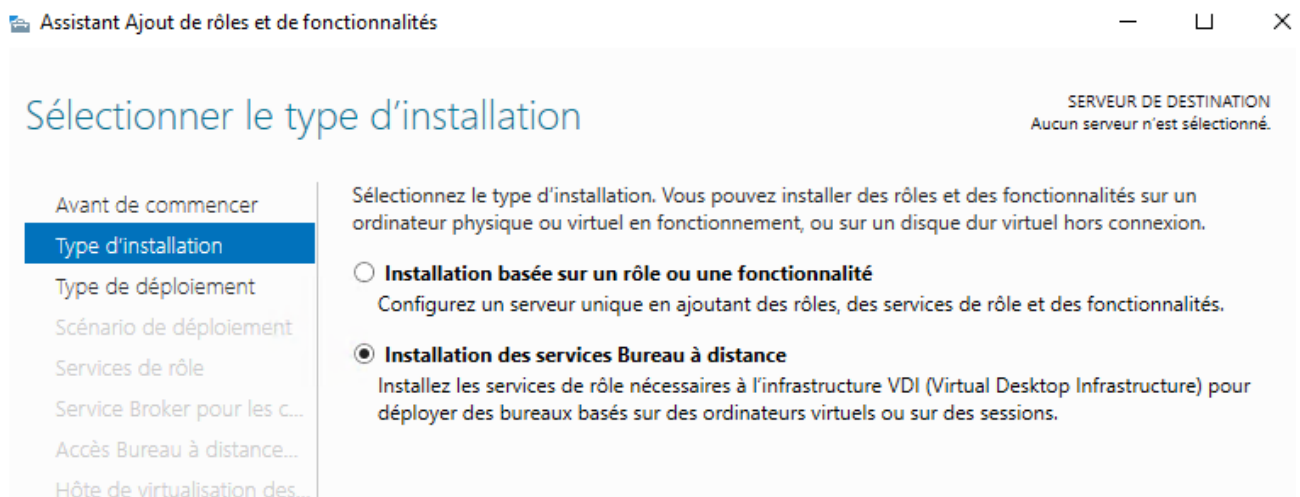 Assistant Ajout de rôles et de fonctionnalités
Sélectionner le type d'installation
SERVEUR DE DESTINATION
Aucun serveur n'est sélectionné.
Avant de commencer
Type d'installation
Type de déploiement
Scénario de déploiement
Services de rôle
Service Broker pour les c...
Accès Bureau à distance...
Hôte de virtualisation des...
Sélectionnez le type d'installation. Vous pouvez installer des rôles et des fonctionnalités sur un
ordinateur physique ou virtuel en fonctionnement, ou sur un disque dur virtuel hors connexion.
Installation basée sur un rôle ou une fonctionnalité
Configurez un serveur unique en ajoutant des rôles, des services de rôle et des fonctionnalités.
Installation des services Bureau à distance
Installez les services de rôle nécessaires à l'infrastructure VDI (Virtual Desktop Infrastructure) pour
déployer des bureaux basés sur des ordinateurs virtuels ou sur des sessions.